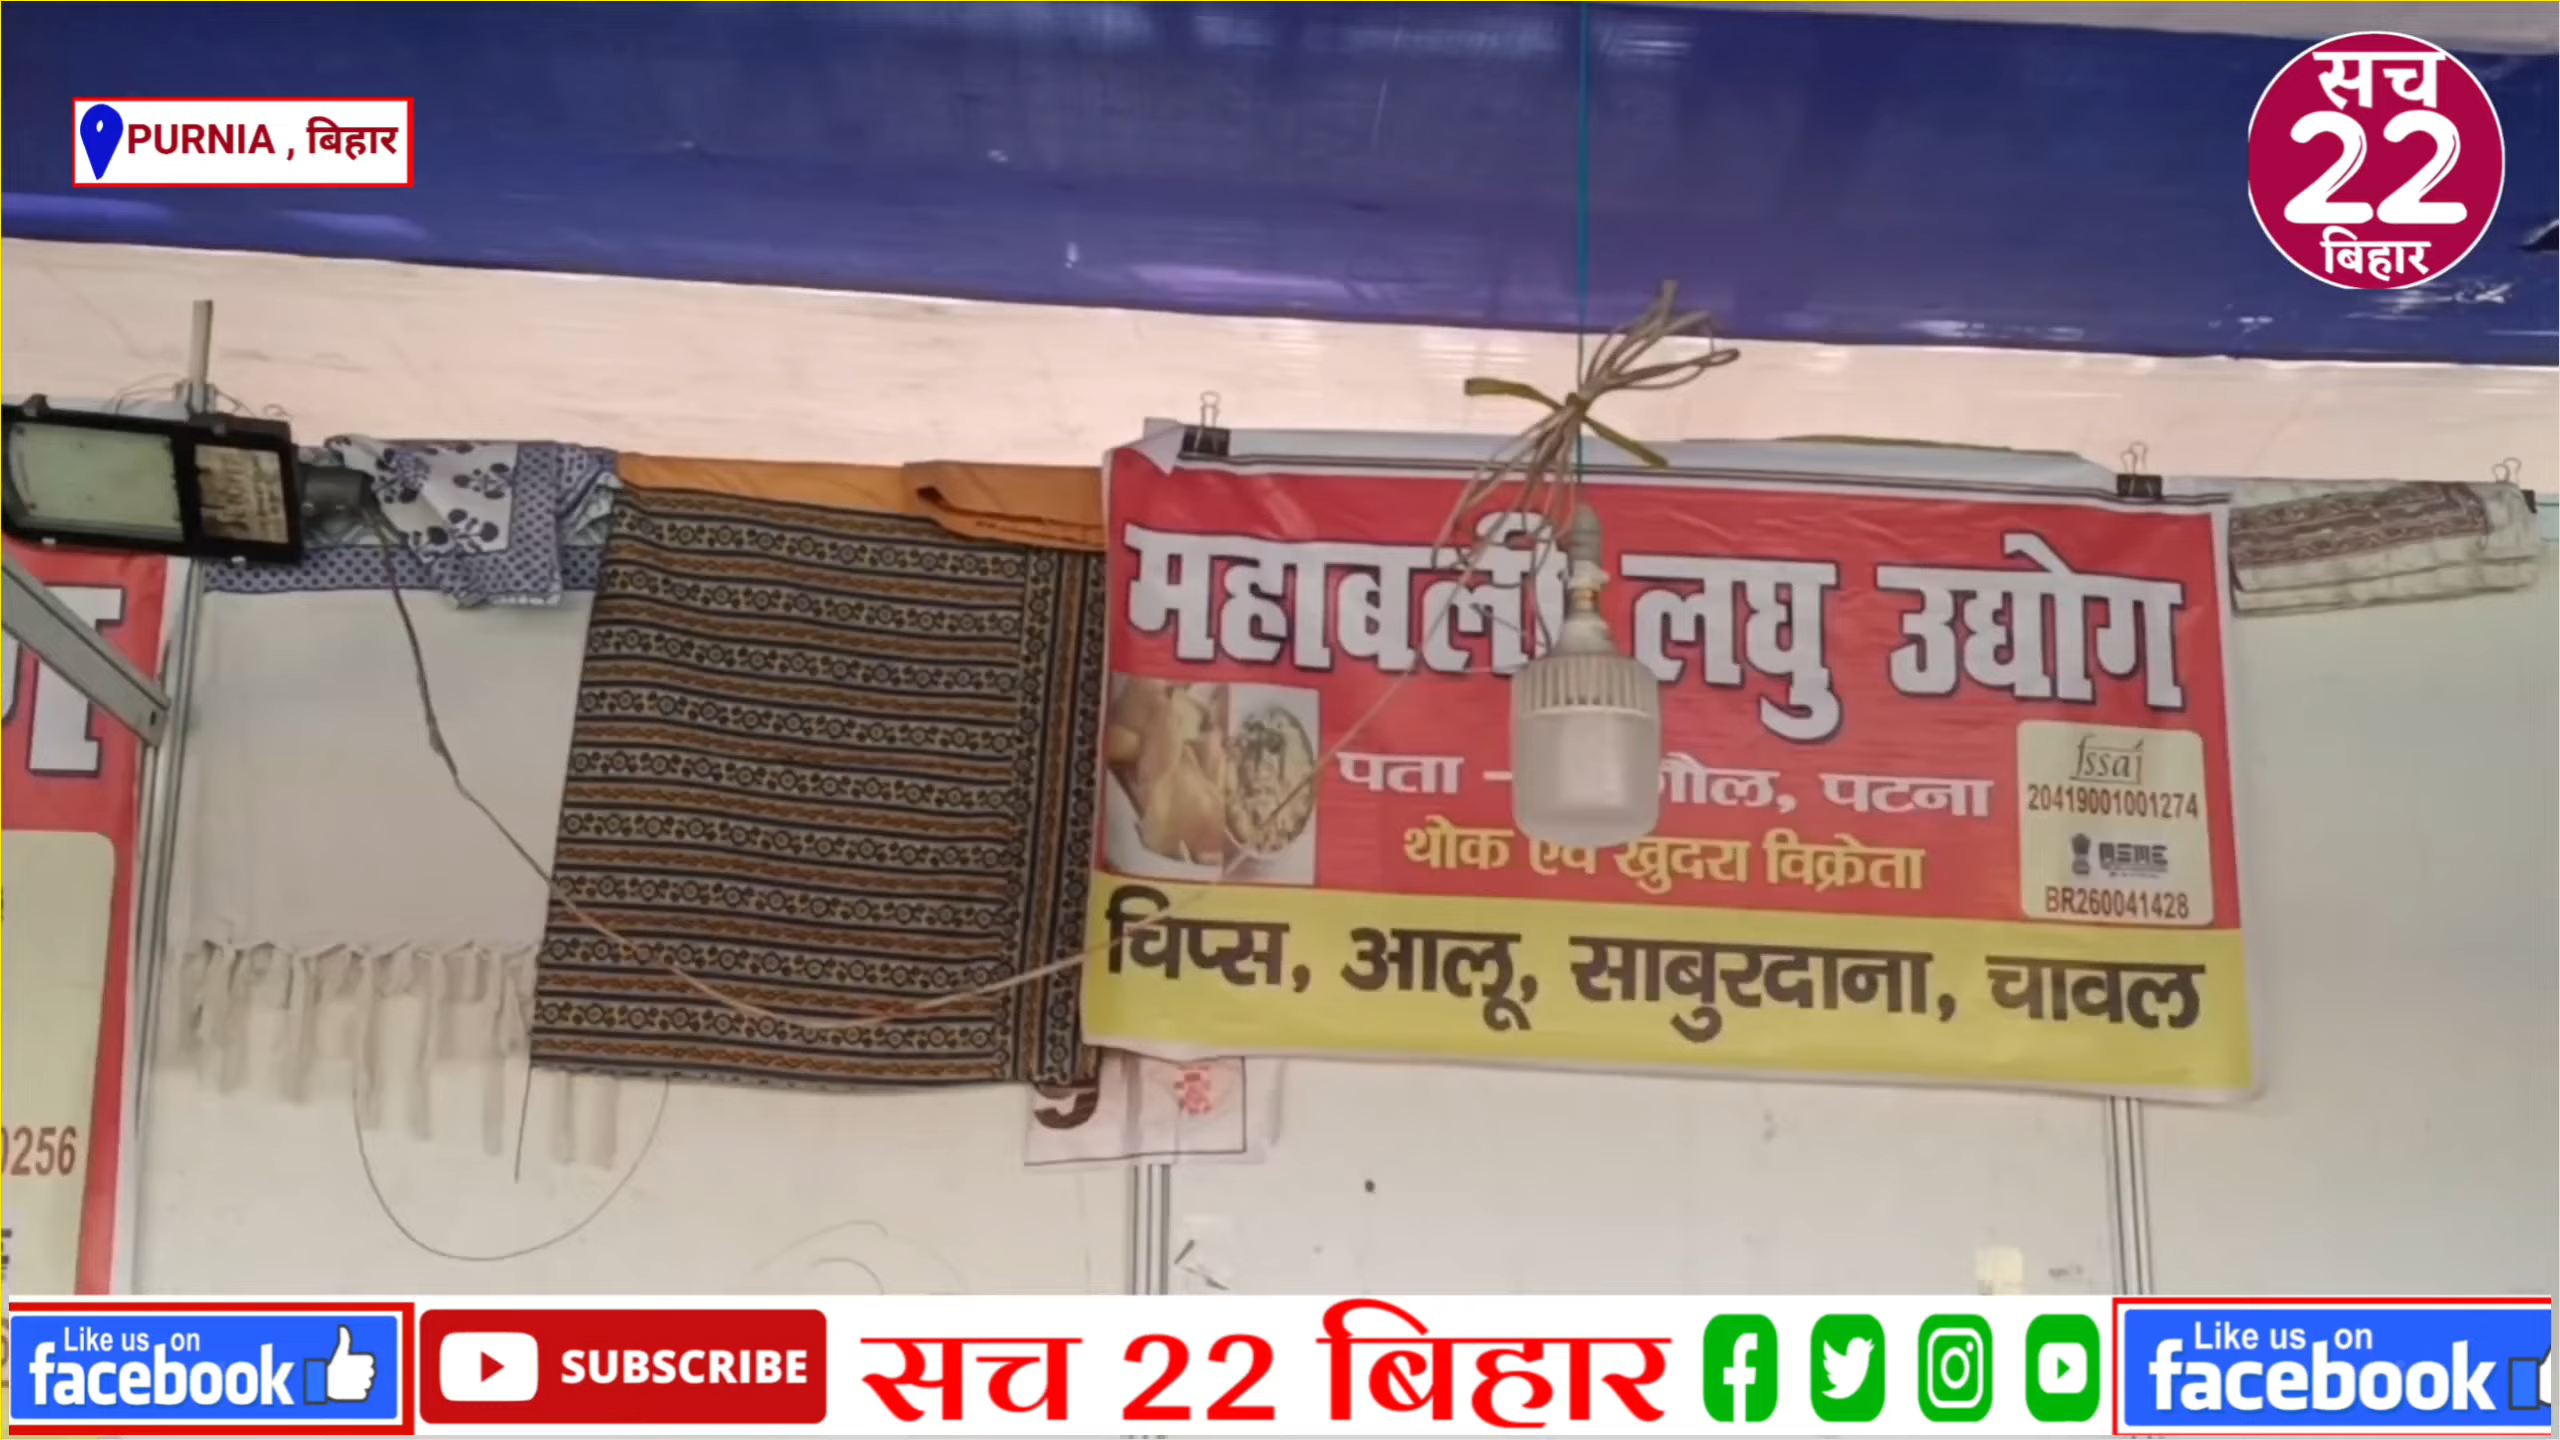 PURNIA , बिहार
सच
22
बिहार
महाबली लघु उद्योग
पता -
पटना
थोक एवं खुदरा विक्रेता
fssai
20419001001274
MSME
BR260041428
चिप्स, आलू, साबुरदाना, चावल
0256
Like us on
facebook
SUBSCRIBE
सच 22 बिहार
Like us on
facebook